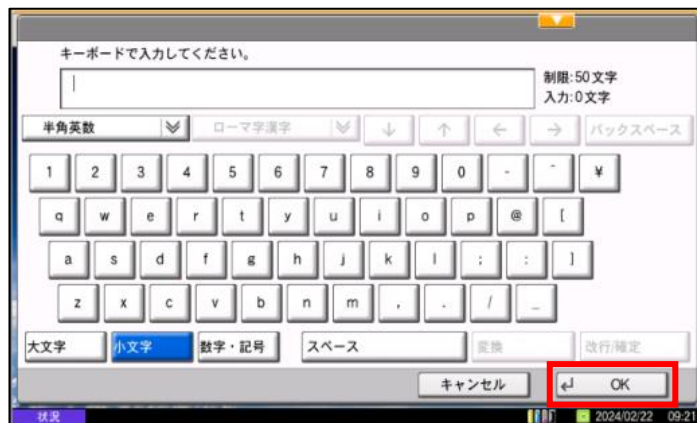 キーボードで入力してください。
制限:50文字
入力:0文字
半角英数 ローマ字漢字 ↓ ↑ ← → バックスペース
1 2 3 4 5 6 7 8 9 0 - ^ ¥
q w e r t y u i o p @ [
a s d f g h j k l ; : ]
z x c v b n m , . / _
大文字 小文字 数字・記号 スペース 変換 改行/確定
キャンセル ↵ OK
状況 2024/02/22 09:21